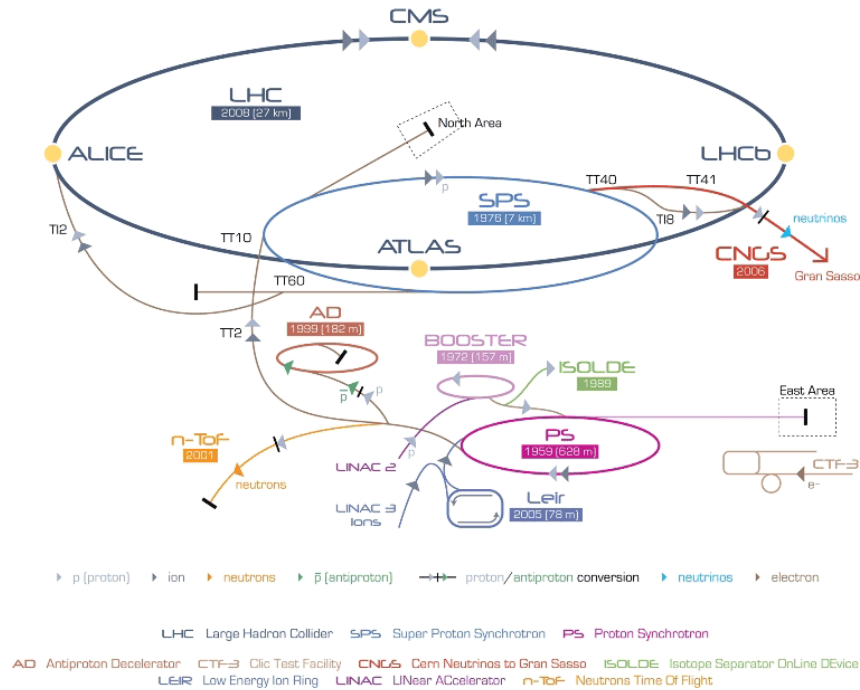 CMS
LHC
2008 (27 km)
North Area
ALICE
LHCb
TT40
TT41
p
SPS
1976 (7 km)
TI2
TT10
TI8
neutrinos
ATLAS
CNGS
2006
Gran Sasso
TT60
AD
1999 (182 m)
TT2
BOOSTER
1972 (157 m)
ISOLDE
1989
p
p̅
East Area
n-ToF
2001
LINAC 2
p
PS
1959 (628 m)
CTF-3
e-
neutrons
LINAC 3
Ions
Leir
2005 (78 m)
p (proton) ion neutrons p̅ (antiproton) proton/antiproton conversion neutrinos electron
LHC Large Hadron Collider SPS Super Proton Synchrotron PS Proton Synchrotron
AD Antiproton Decelerator CTF-3 Clic Test Facility CNGS Cern Neutrinos to Gran Sasso ISOLDE Isotope Separator OnLine DEvice
LEIR Low Energy Ion Ring LINAC LINear ACcelerator n-ToF Neutrons Time Of Flight